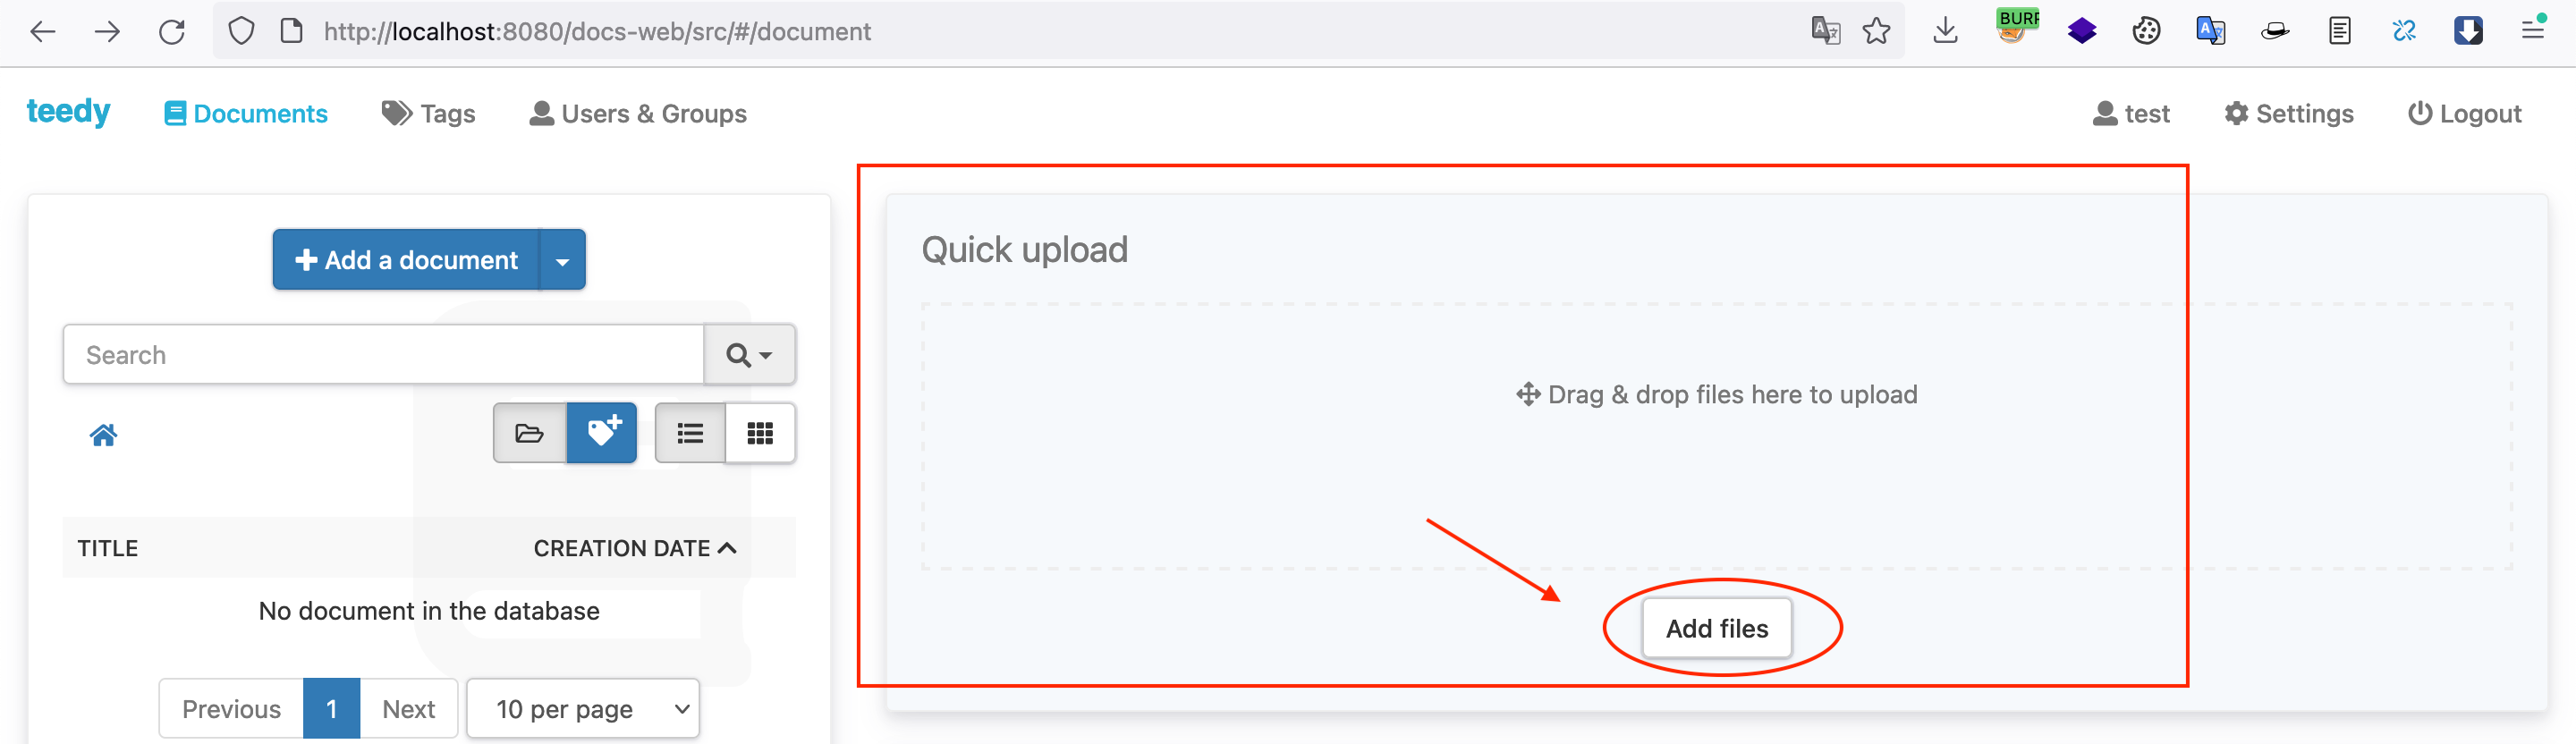 http://localhost:8080/docs-web/src/#/document
BURP
teedy
Documents
Tags
Users & Groups
test
Settings
Logout
Add a document
Search
TITLE
CREATION DATE
No document in the database
Previous
1
Next
10 per page
Quick upload
Drag & drop files here to upload
Add files